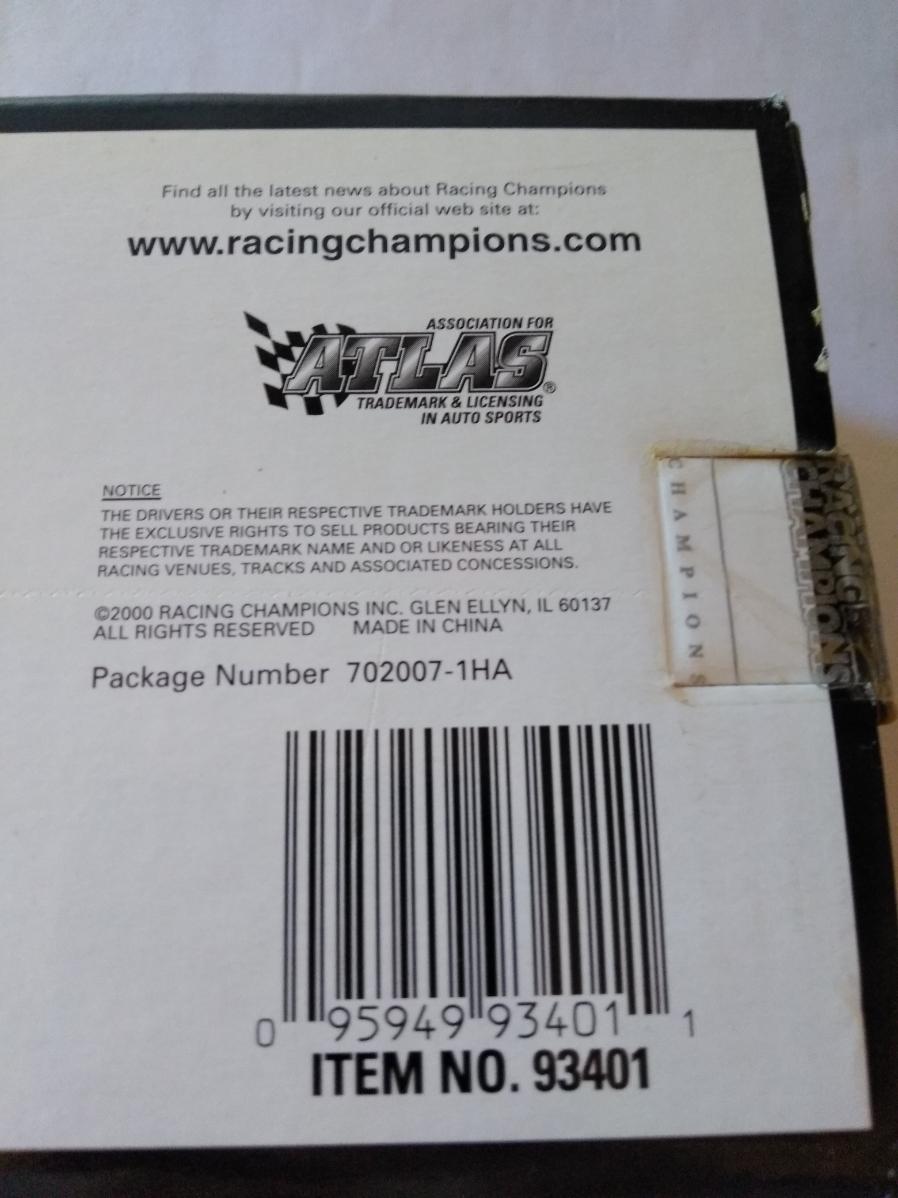 Find all the latest news about Racing Champions
by visiting our official web site at:
www.racingchampions.com
ASSOCIATION FOR
ATLAS®
TRADEMARK & LICENSING
IN AUTO SPORTS
NOTICE
THE DRIVERS OR THEIR RESPECTIVE TRADEMARK HOLDERS HAVE
THE EXCLUSIVE RIGHTS TO SELL PRODUCTS BEARING THEIR
RESPECTIVE TRADEMARK NAME AND OR LIKENESS AT ALL
RACING VENUES, TRACKS AND ASSOCIATED CONCESSIONS.
©2000 RACING CHAMPIONS INC. GLEN ELLYN, IL 60137
ALL RIGHTS RESERVED MADE IN CHINA
Package Number 702007-1HA
0 95949 93401 1
ITEM NO. 93401
CHAMPIONS
RACING
CHAMPIONS